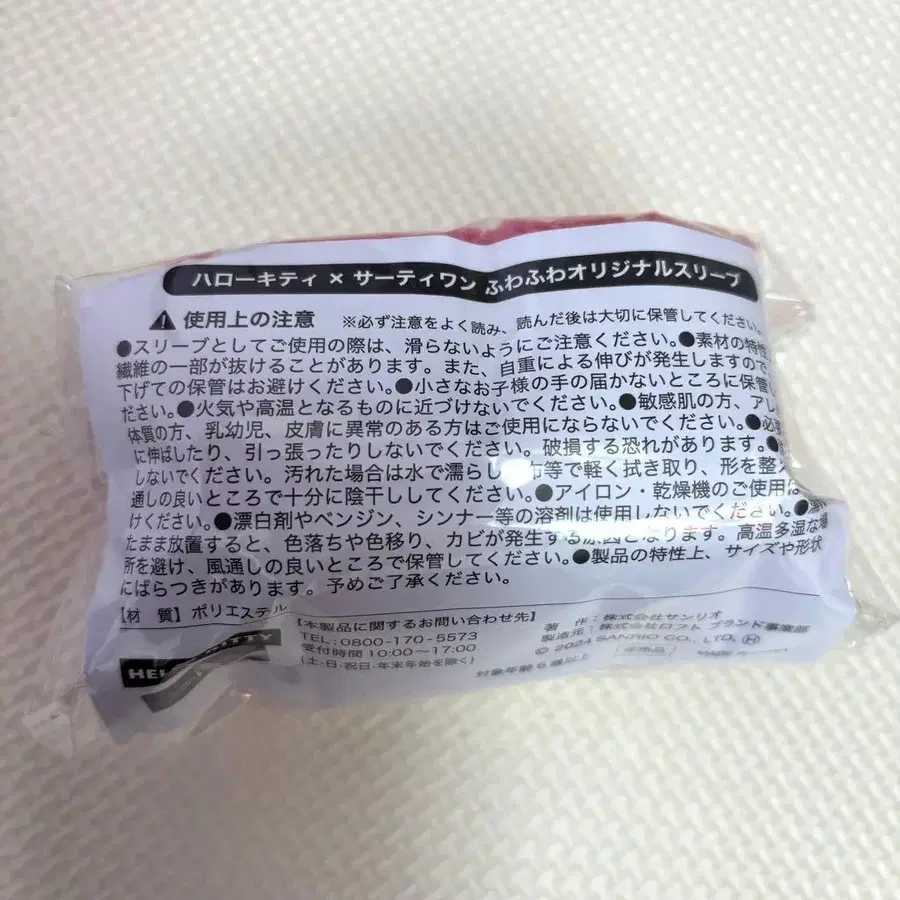 ハローキティ × サーティワン ふわふわオリジナルスリーブ
使用上の注意 ※必ず注意をよく読み、読んだ後は大切に保管してください。
●スリーブとしてご使用の際は、滑らないようにご注意ください。●素材の特性
繊維の一部が抜けることがあります。また、自重による伸びが発生しますので
下げての保管はお避けください。●小さなお子様の手の届かないところに保管
ださい。●火気や高温となるものに近づけないでください。●敏感肌の方、アレ
体質の方、乳幼児、皮膚に異常のある方はご使用にならないでください。●必
に伸ばしたり、引っ張ったりしないでください。破損する恐れがあります。●
しないでください。汚れた場合は水で濡らし 布等で軽く拭き取り、形を整え
通しの良いところで十分に陰干ししてください。●アイロン・乾燥機のご使用は
けください。●漂白剤やベンジン、シンナー等の溶剤は使用しないでください。●濡
たまま放置すると、色落ちや色移り、カビが発生する原因となります。高温多湿な場
所を避け、風通しの良いところで保管してください。●製品の特性上、サイズや形状
にばらつきがあります。予めご了承ください。
【材 質】ポリエステル
【本製品に関するお問い合わせ先】
TEL:0800-170-5573
受付時間 10:00～17:00
(土・日・祝日・年末年始を除く)
著 作：株式会社サンリオ
製造元：株式会社ロフト ブランド事業部
© 2024 SANRIO CO., LTD. Ⓗ
対象年齢6歳以上
非売品
MADE IN
HEL KITTY